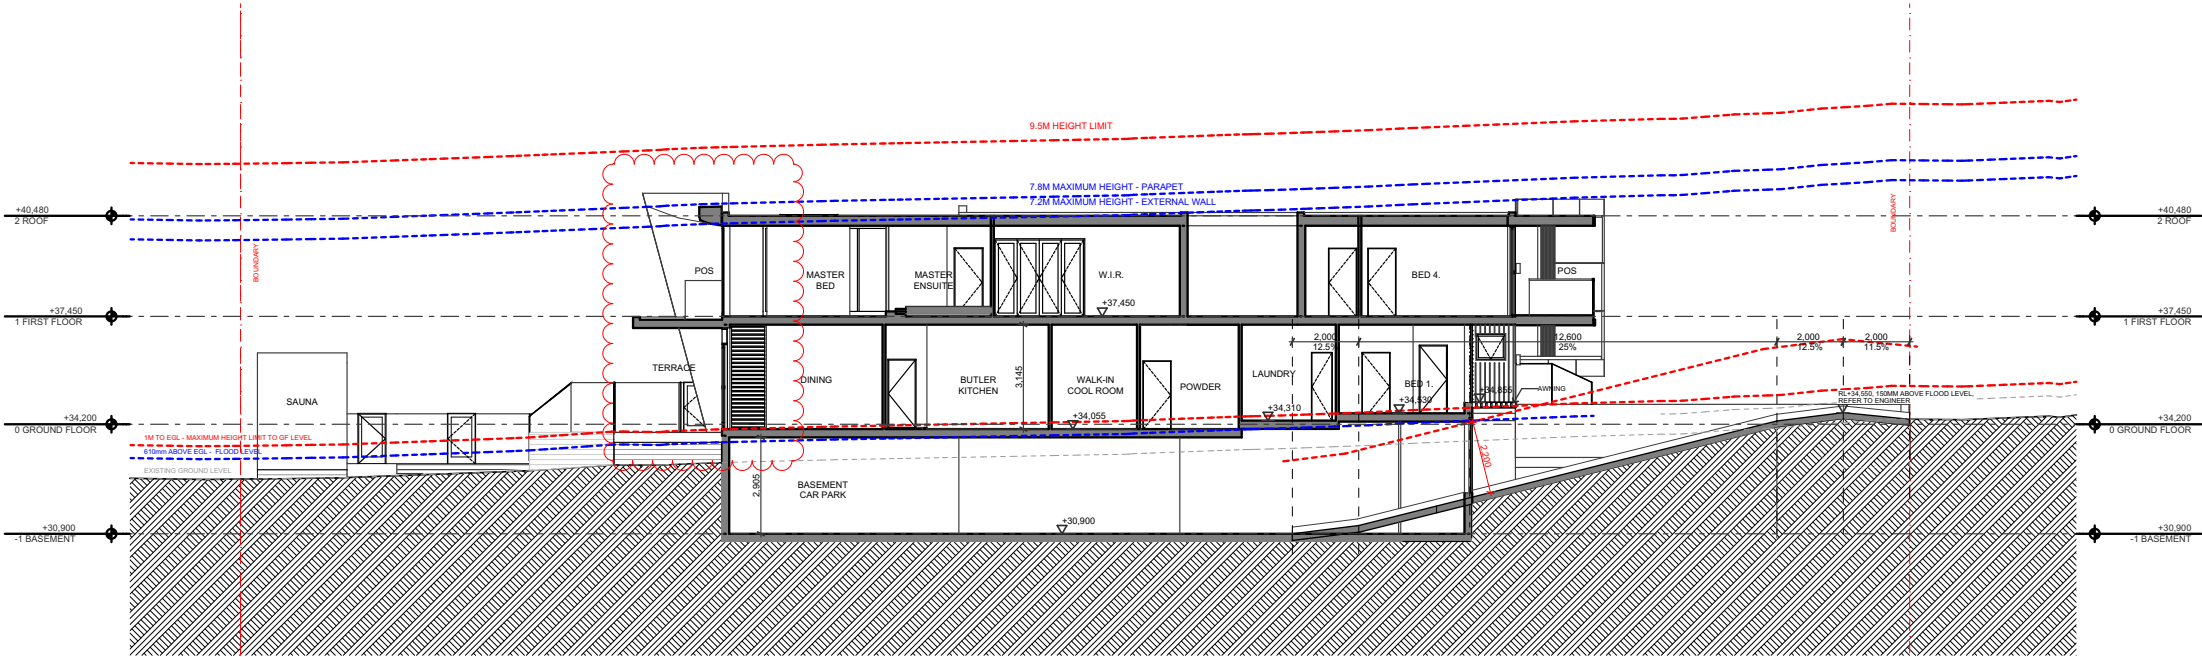 9.5M HEIGHT LIMIT
7.8M MAXIMUM HEIGHT - PARAPET
7.2M MAXIMUM HEIGHT - EXTERNAL WALL
+40,480
2 ROOF
+40,480
2 ROOF
BOUNDARY
BOUNDARY
POS
MASTER
BED
MASTER
ENSUITE
W.I.R.
BED 4.
POS
+37,450
+37,450
1 FIRST FLOOR
+37,450
1 FIRST FLOOR
2,000
12.5%
12,600
25%
2,000
12.5%
2,000
11.5%
TERRACE
DINING
BUTLER
KITCHEN
3,145
WALK-IN
COOL ROOM
POWDER
LAUNDRY
BED 1.
+34,855
AWNING
SAUNA
+34,055
+34,310
+34,530
RL+34,550, 150MM ABOVE FLOOD LEVEL,
REFER TO ENGINEER
+34,200
0 GROUND FLOOR
+34,200
0 GROUND FLOOR
1M TO EGL - MAXIMUM HEIGHT LIMIT TO GF LEVEL
610mm ABOVE EGL - FLOOD LEVEL
EXISTING GROUND LEVEL
2,200
2,905
BASEMENT
CAR PARK
+30,900
+30,900
-1 BASEMENT
+30,900
-1 BASEMENT